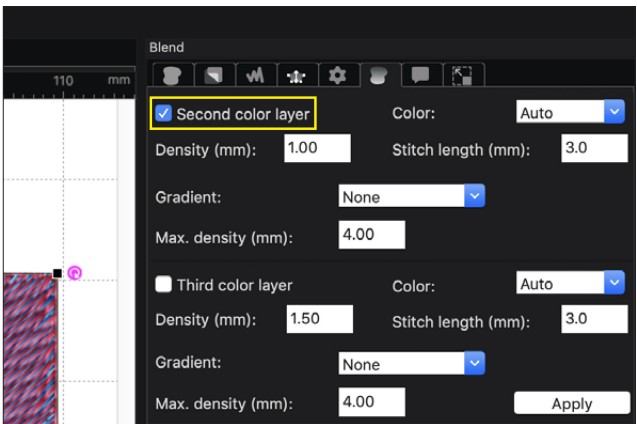 Blend
110 mm
Second color layer Color: Auto
Density (mm): 1.00 Stitch length (mm): 3.0
Gradient: None
Max. density (mm): 4.00
Third color layer Color: Auto
Density (mm): 1.50 Stitch length (mm): 3.0
Gradient: None
Max. density (mm): 4.00 Apply